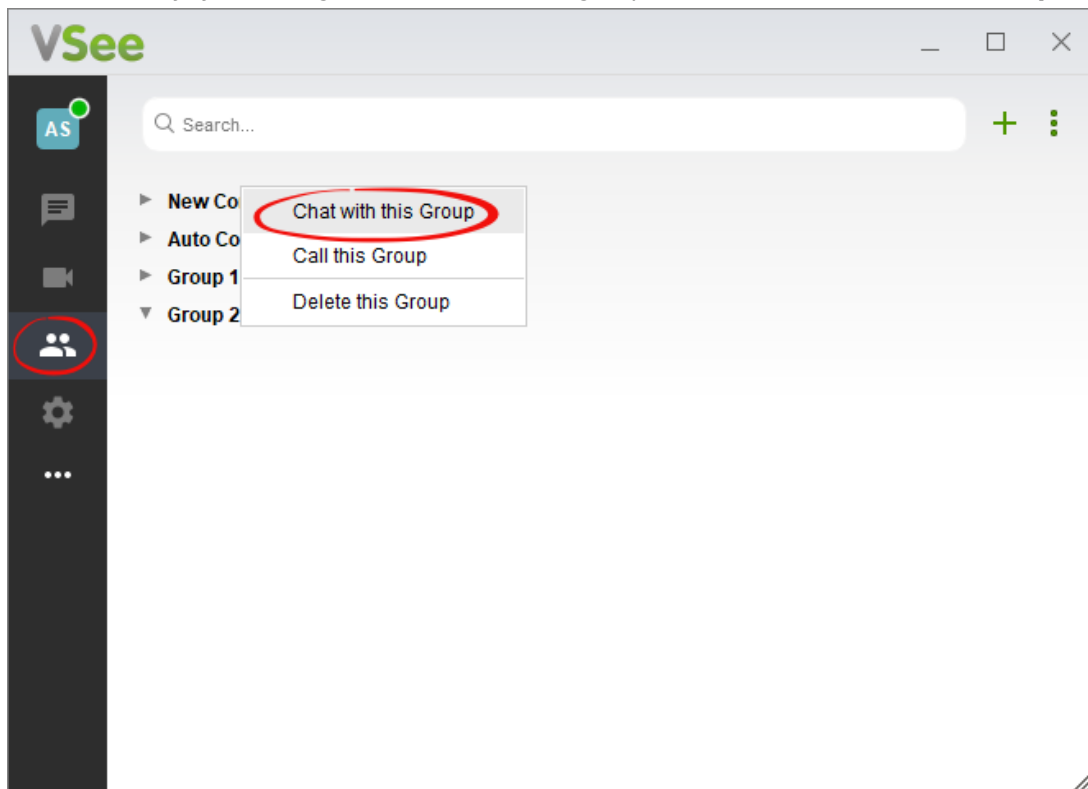 VSee
AS
Search...
New Co
Chat with this Group
Auto Co
Call this Group
Group 1
Delete this Group
Group 2